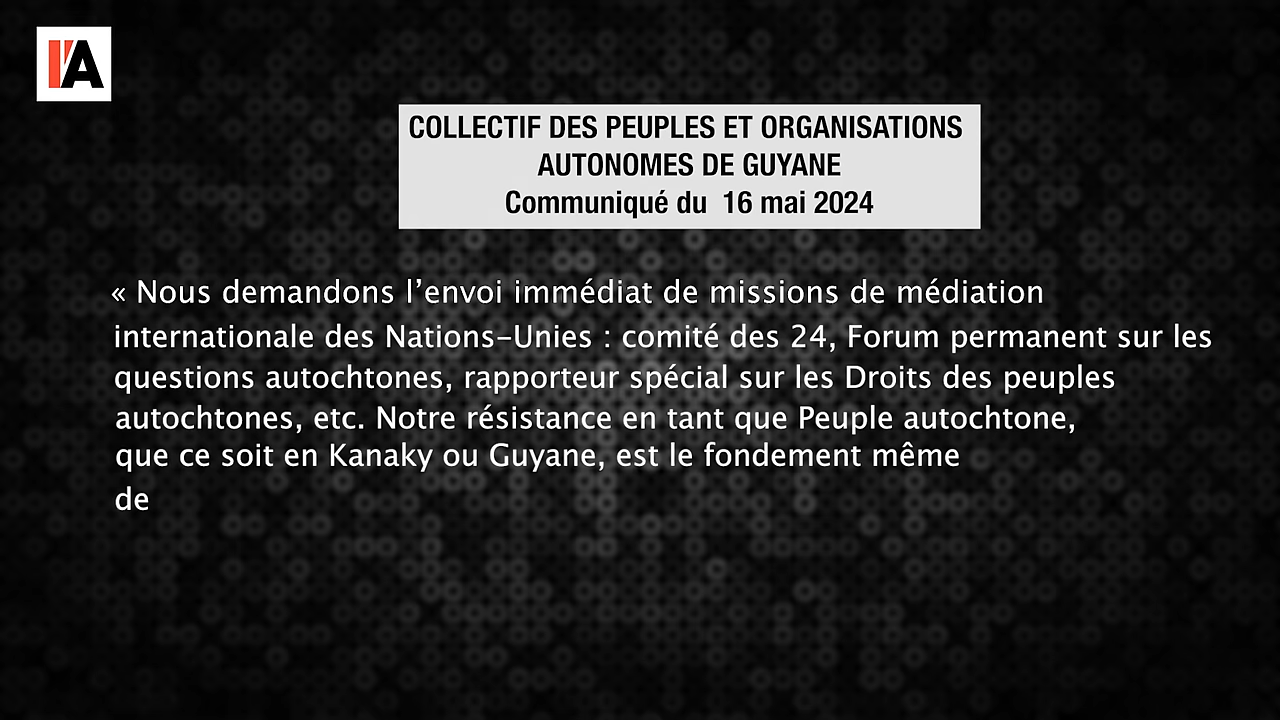 l'A
COLLECTIF DES PEUPLES ET ORGANISATIONS
AUTONOMES DE GUYANE
Communiqué du 16 mai 2024
« Nous demandons l’envoi immédiat de missions de médiation
internationale des Nations-Unies : comité des 24, Forum permanent sur les
questions autochtones, rapporteur spécial sur les Droits des peuples
autochtones, etc. Notre résistance en tant que Peuple autochtone,
que ce soit en Kanaky ou Guyane, est le fondement même
de